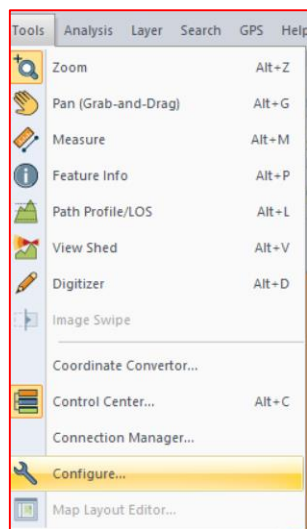 Tools Analysis Layer Search GPS Help
Zoom Alt+Z
Pan (Grab-and-Drag) Alt+G
Measure Alt+M
Feature Info Alt+P
Path Profile/LOS Alt+L
View Shed Alt+V
Digitizer Alt+D
Image Swipe
Coordinate Convertor...
Control Center... Alt+C
Connection Manager...
Configure...
Map Layout Editor...